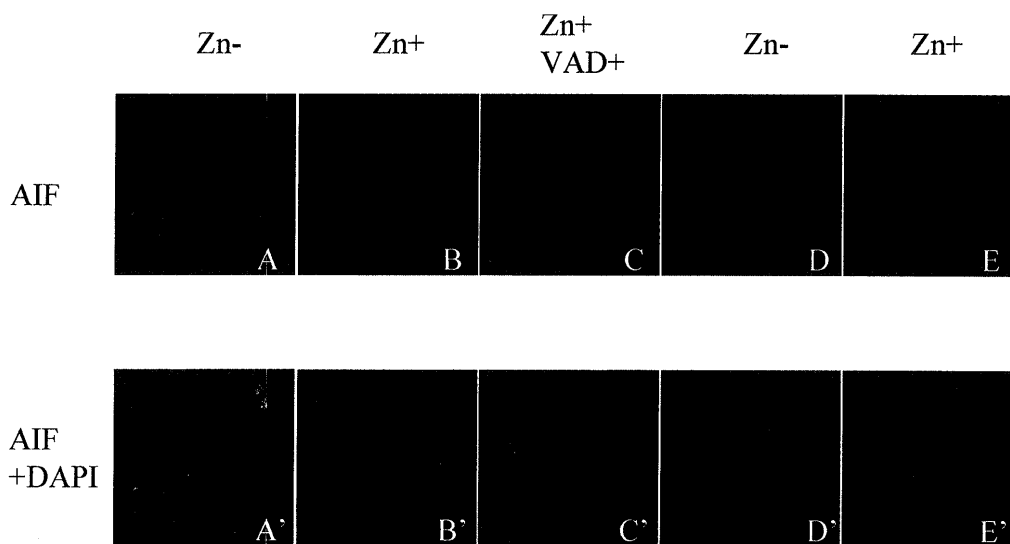 Zn- Zn+ Zn+ VAD+ Zn- Zn+
AIF
A B C D E
AIF
+DAPI
A’ B’ C’ D’ E’